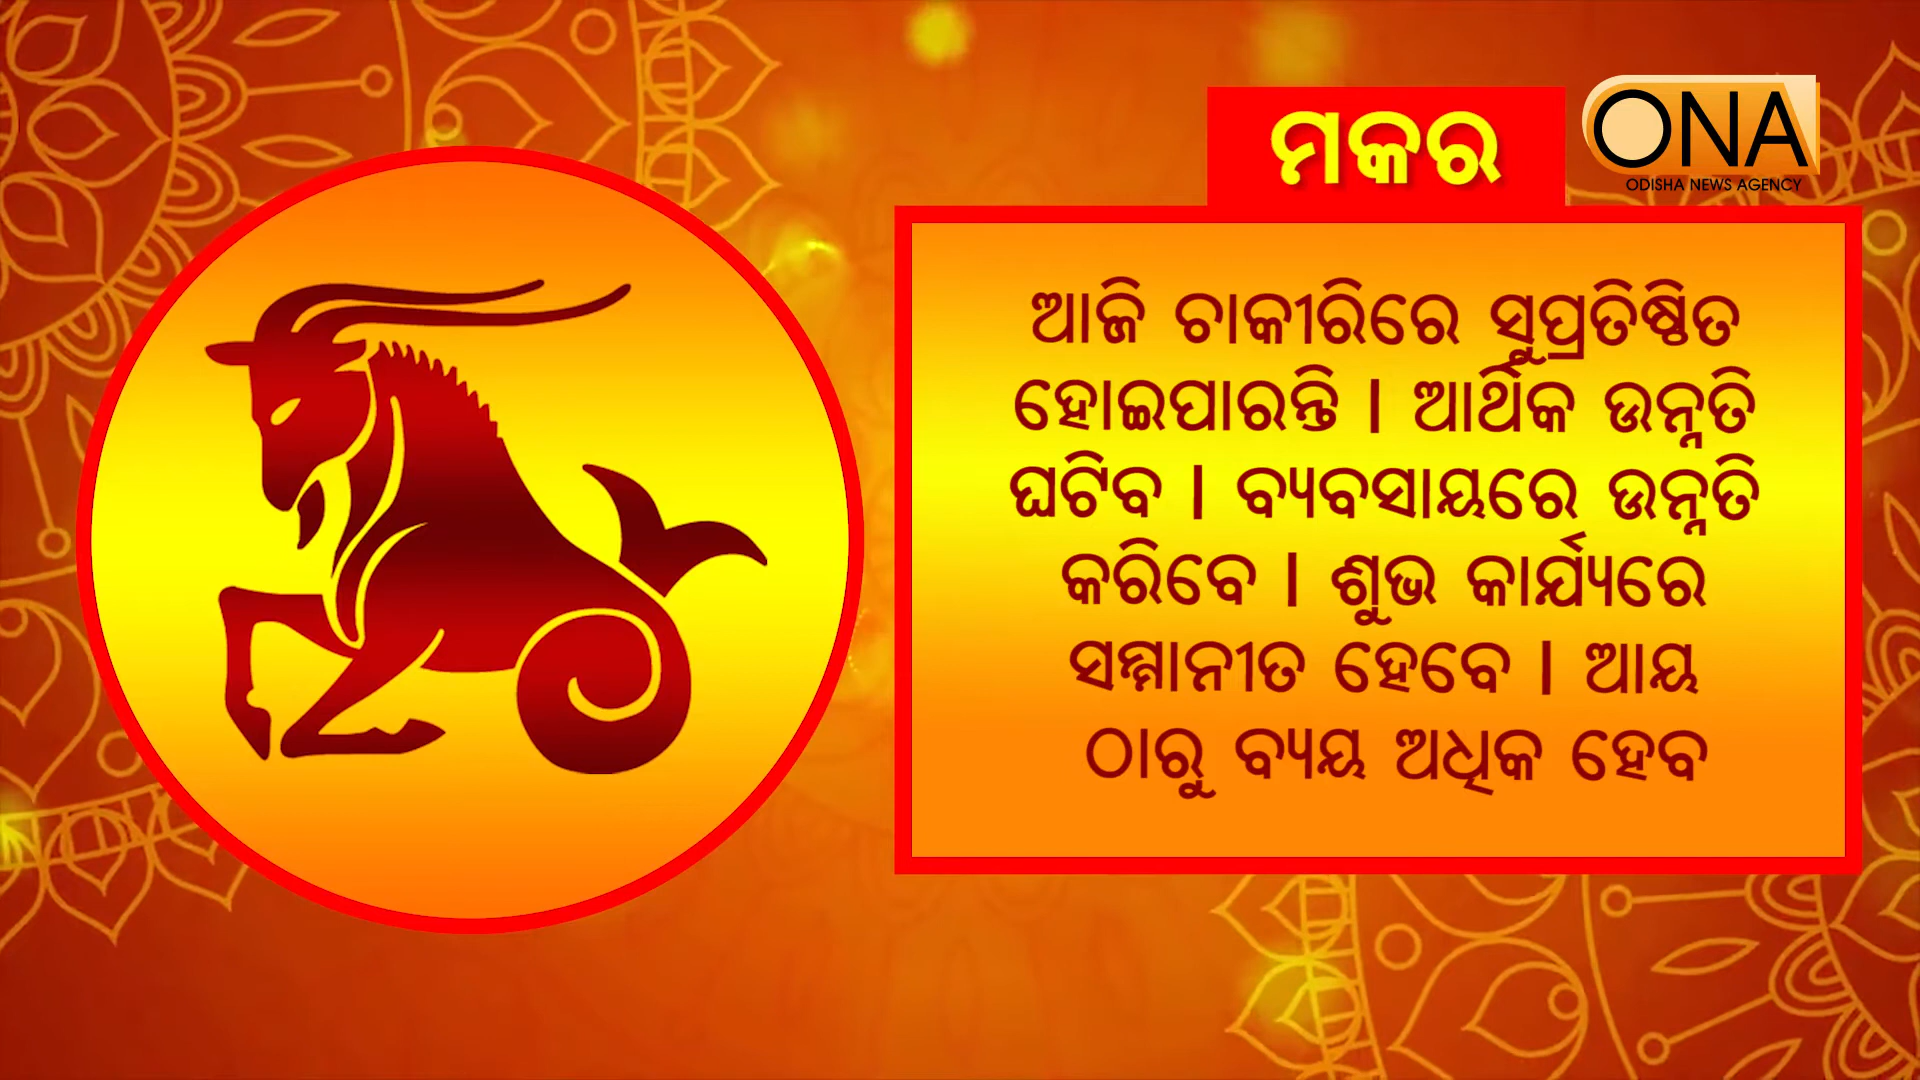 ମକର
ONA
ODISHA NEWS AGENCY
ଆଜି ଚାକୀରିରେ ସୁପ୍ରତିଷ୍ଠିତ
ହୋଇପାରନ୍ତି । ଆର୍ଥିକ ଉନ୍ନତି
ଘଟିବ । ବ୍ୟବସାୟରେ ଉନ୍ନତି
କରିବେ । ଶୁଭ କାର୍ଯ୍ୟରେ
ସମ୍ମାନୀତ ହେବେ । ଆୟ
ଠାରୁ ବ୍ୟୟ ଅଧିକ ହେବ